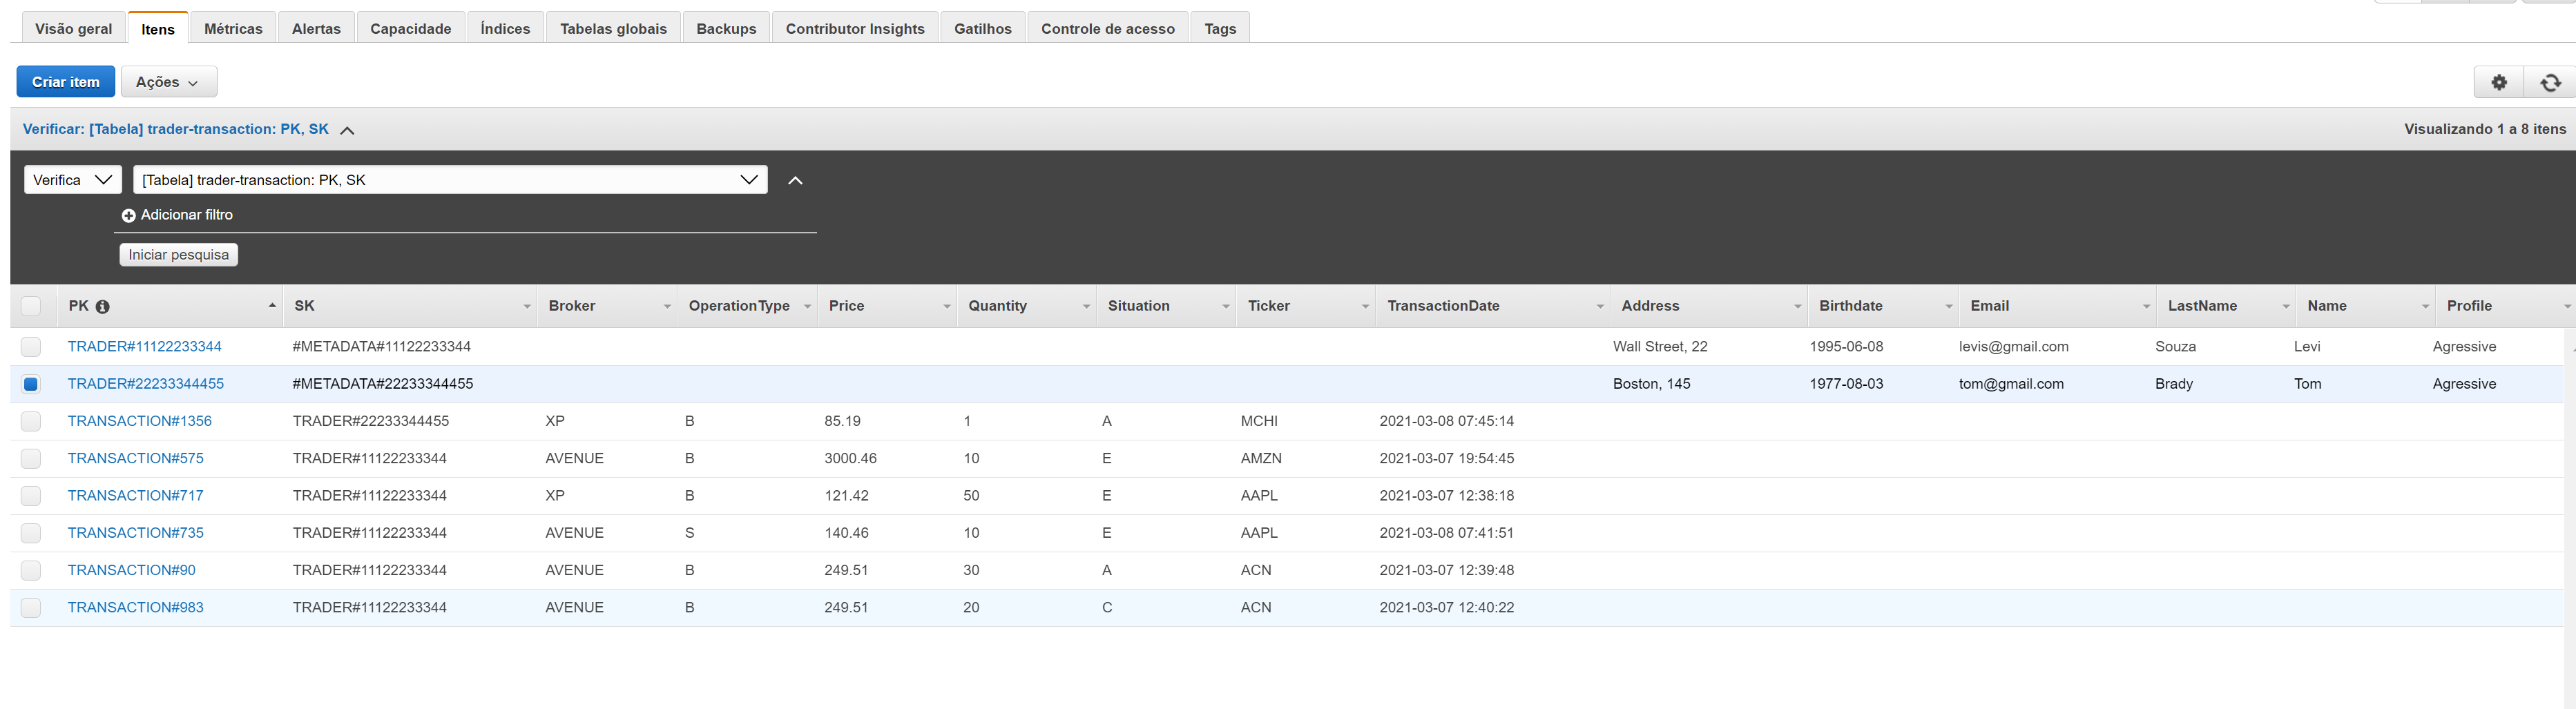 Visão geral Itens Métricas Alertas Capacidade Índices Tabelas globais Backups Contributor Insights Gatilhos Controle de acesso Tags
Criar item Ações
Verificar: [Tabela] trader-transaction: PK, SK Visualizando 1 a 8 itens
Verifica [Tabela] trader-transaction: PK, SK
Adicionar filtro
Iniciar pesquisa
PK SK Broker OperationType Price Quantity Situation Ticker TransactionDate Address Birthdate Email LastName Name Profile
TRADER#11122233344 #METADATA#11122233344 Wall Street, 22 1995-06-08 levis@gmail.com Souza Levi Agressive
TRADER#22233344455 #METADATA#22233344455 Boston, 145 1977-08-03 tom@gmail.com Brady Tom Agressive
TRANSACTION#1356 TRADER#22233344455 XP B 85.19 1 A MCHI 2021-03-08 07:45:14
TRANSACTION#575 TRADER#11122233344 AVENUE B 3000.46 10 E AMZN 2021-03-07 19:54:45
TRANSACTION#717 TRADER#11122233344 XP B 121.42 50 E AAPL 2021-03-07 12:38:18
TRANSACTION#735 TRADER#11122233344 AVENUE S 140.46 10 E AAPL 2021-03-08 07:41:51
TRANSACTION#90 TRADER#11122233344 AVENUE B 249.51 30 A ACN 2021-03-07 12:39:48
TRANSACTION#983 TRADER#11122233344 AVENUE B 249.51 20 C ACN 2021-03-07 12:40:22